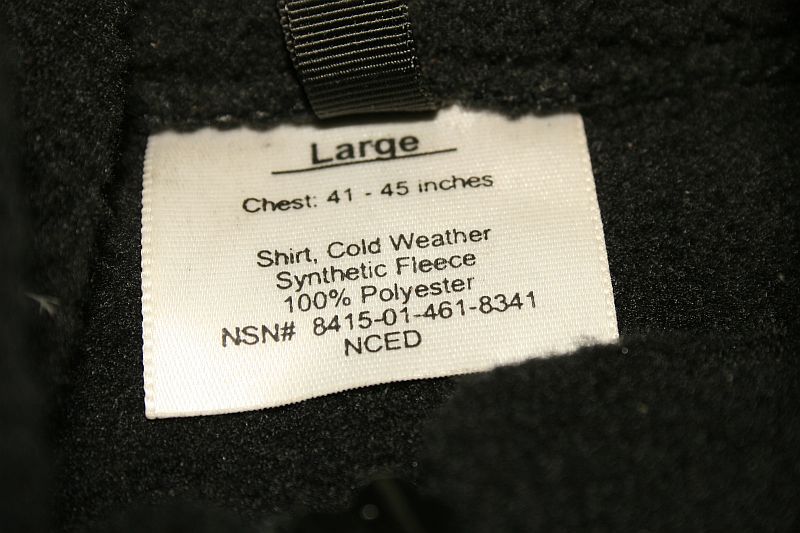 Large
Chest: 41 - 45 inches
Shirt, Cold Weather
Synthetic Fleece
100% Polyester
NSN# 8415-01-461-8341
NCED